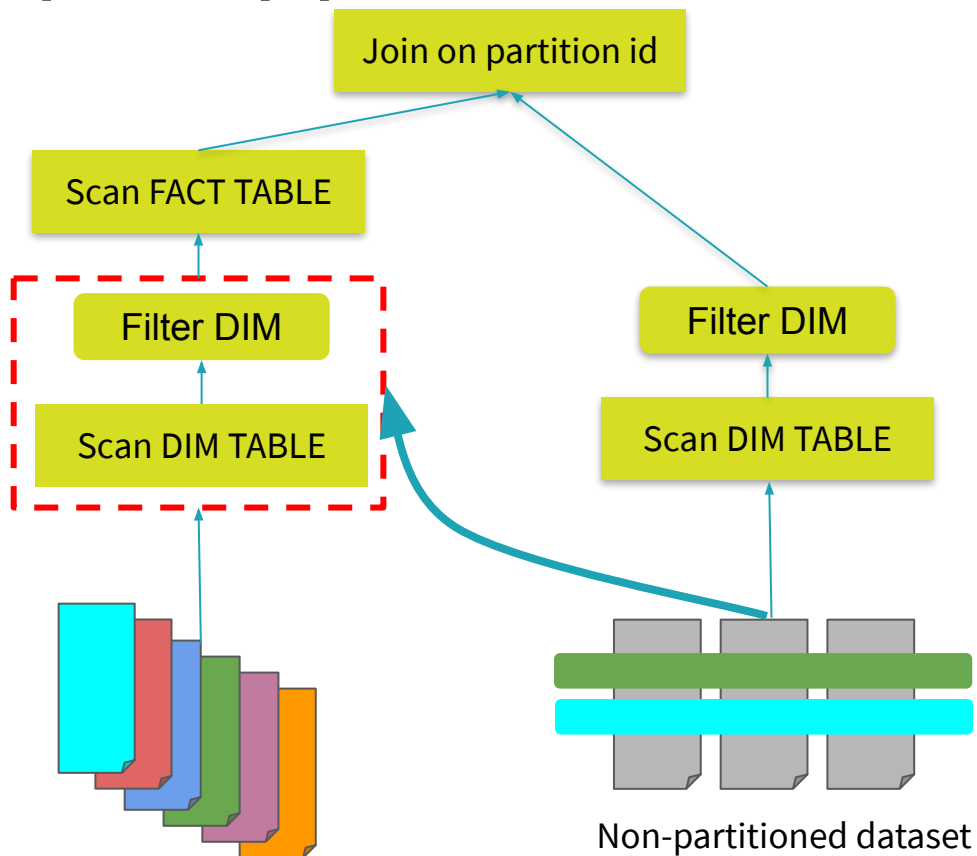 Join on partition id
Scan FACT TABLE
Filter DIM
Filter DIM
Scan DIM TABLE
Scan DIM TABLE
Non-partitioned dataset